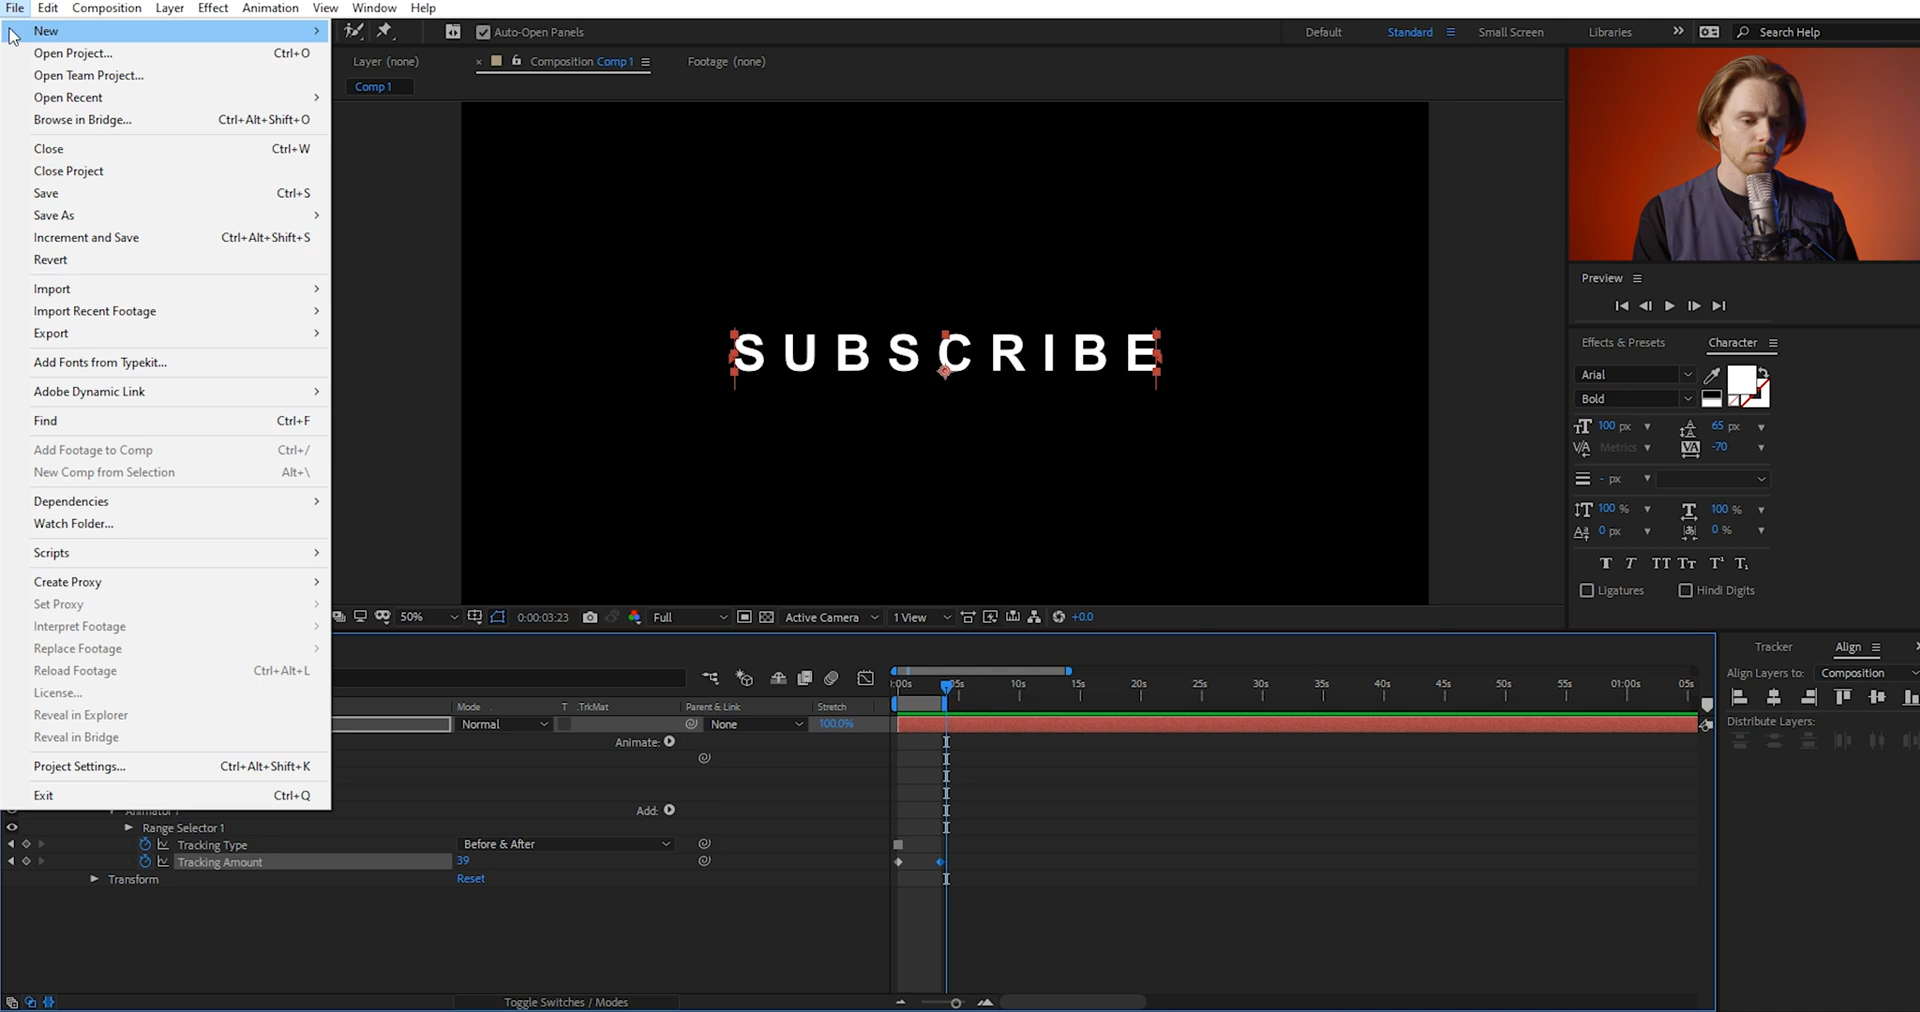 File Edit Composition Layer Effect Animation View Window Help
New
Open Project... Ctrl+O
Open Team Project...
Open Recent
Browse in Bridge... Ctrl+Alt+Shift+O
Close Ctrl+W
Close Project
Save Ctrl+S
Save As
Increment and Save Ctrl+Alt+Shift+S
Revert
Import
Import Recent Footage
Export
Add Fonts from Typekit...
Adobe Dynamic Link
Find Ctrl+F
Add Footage to Comp Ctrl+/
New Comp from Selection Alt+\
Dependencies
Watch Folder...
Scripts
Create Proxy
Set Proxy
Interpret Footage
Replace Footage
Reload Footage Ctrl+Alt+L
License...
Reveal in Explorer
Reveal in Bridge
Project Settings... Ctrl+Alt+Shift+K
Exit Ctrl+Q
Auto-Open Panels Default Standard Small Screen Libraries Search Help
Layer (none) Composition Comp 1 Footage (none)
Comp 1
SUBSCRIBE
50% 0:00:03:23 Full Active Camera 1 View +0.0
Preview
Effects & Presets Character
Arial
Bold
100 px 65 px
Metrics -70
- px
100 % 100 %
0 px 0 %
Ligatures Hindi Digits
Tracker Align
Align Layers to: Composition
Distribute Layers:
:00s 05s 10s 15s 20s 25s 30s 35s 40s 45s 50s 55s 01:00s 05s
Mode T .TrkMat Parent & Link Stretch
Normal None 100.0%
Animate:
Animator 1 Add:
Range Selector 1
Tracking Type Before & After
Tracking Amount 39
Transform Reset
Toggle Switches / Modes